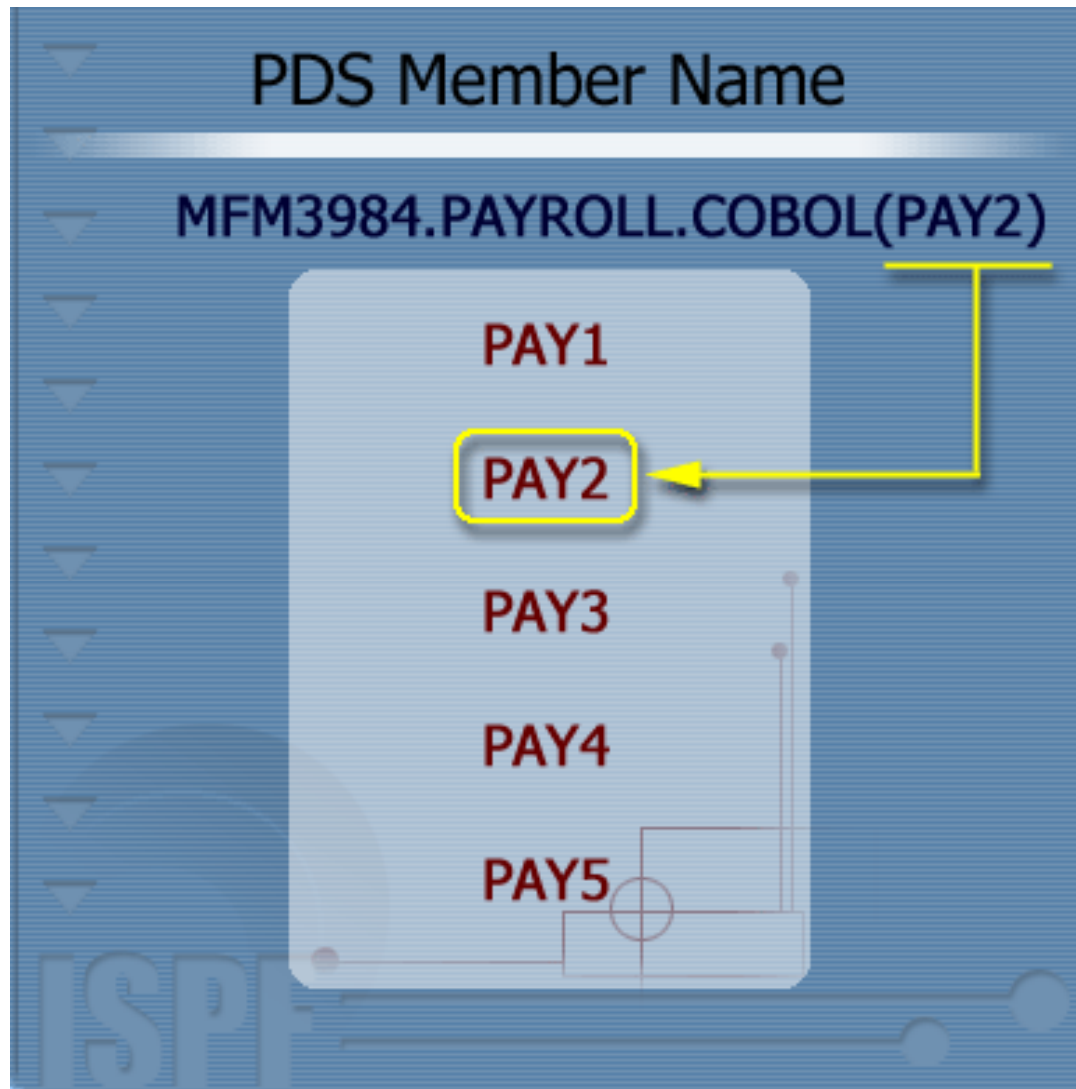 PDS Member Name
MFM3984.PAYROLL.COBOL(PAY2)
PAY1
PAY2
PAY3
PAY4
PAY5
ISPF